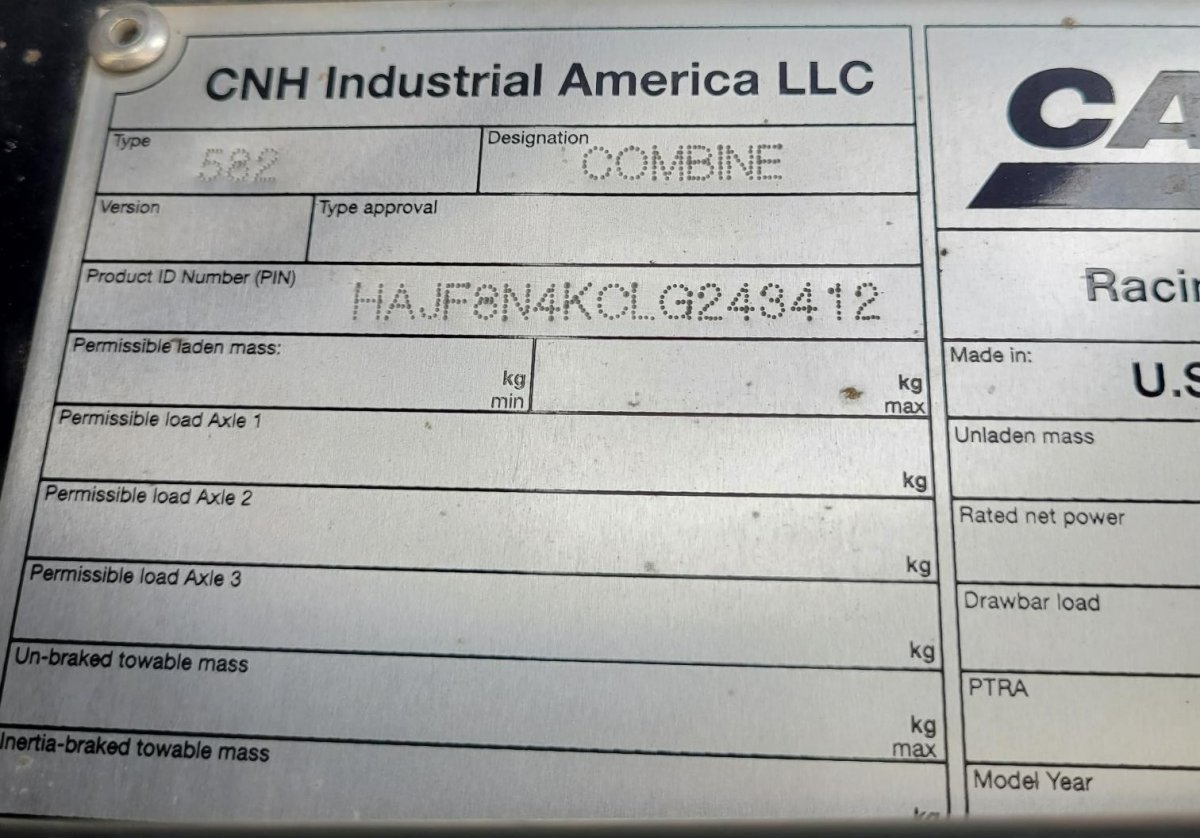 CNH Industrial America LLC
Type
582
Designation
COMBINE
Version
Type approval
Product ID Number (PIN)
HAJF8N4KCLG243412
Permissible laden mass:
kg
min
kg
max
Permissible load Axle 1
kg
Permissible load Axle 2
kg
Permissible load Axle 3
kg
Un-braked towable mass
kg
max
Inertia-braked towable mass
kg
CA
Racin
Made in:
U.S
Unladen mass
Rated net power
Drawbar load
PTRA
Model Year